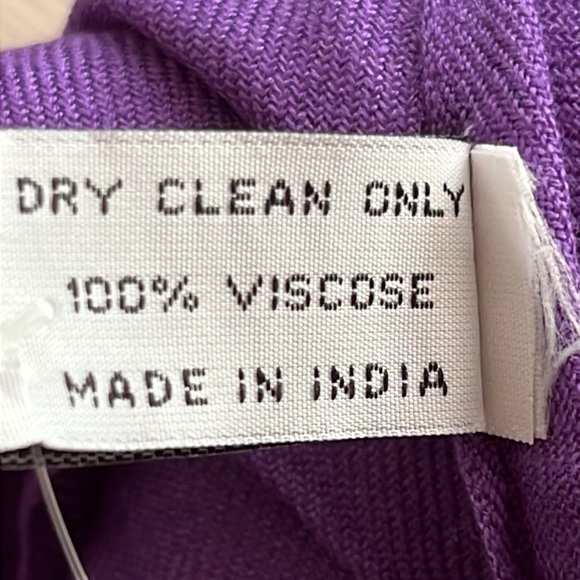 DRY CLEAN ONLY
100% VISCOSE
MADE IN INDIA